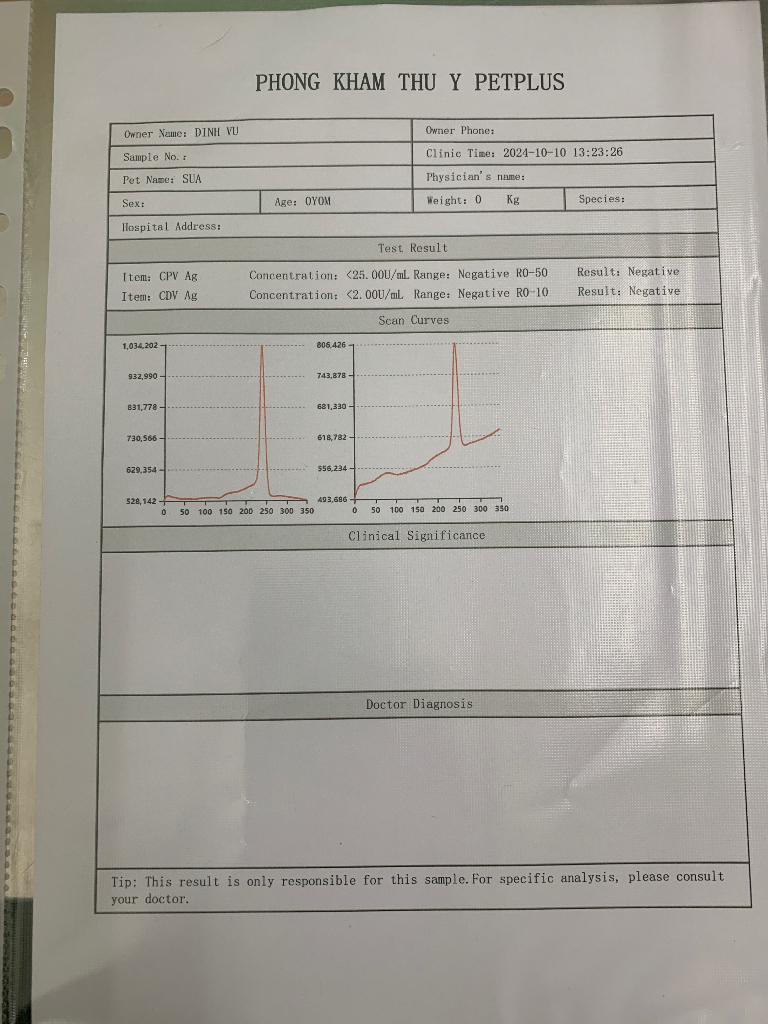 PHONG KHAM THU Y PETPLUS
Owner Name: DINH VU Owner Phone:
Sample No.: Clinic Time: 2024-10-10 13:23:26
Pet Name: SUA Physician's name:
Sex: Age: 0Y0M Weight: 0 Kg Species:
Hospital Address:
Test Result
Item: CPV Ag Concentration: <25.00U/mL Range: Negative R0-50 Result: Negative
Item: CDV Ag Concentration: <2.00U/mL Range: Negative R0-10 Result: Negative
Scan Curves
1,034,202
932,990
831,778
730,566
629,354
528,142
0 50 100 150 200 250 300 350
806,426
743,878
681,330
618,782
556,234
493,686
0 50 100 150 200 250 300 350
Clinical Significance
Doctor Diagnosis
Tip: This result is only responsible for this sample.For specific analysis, please consult
your doctor.